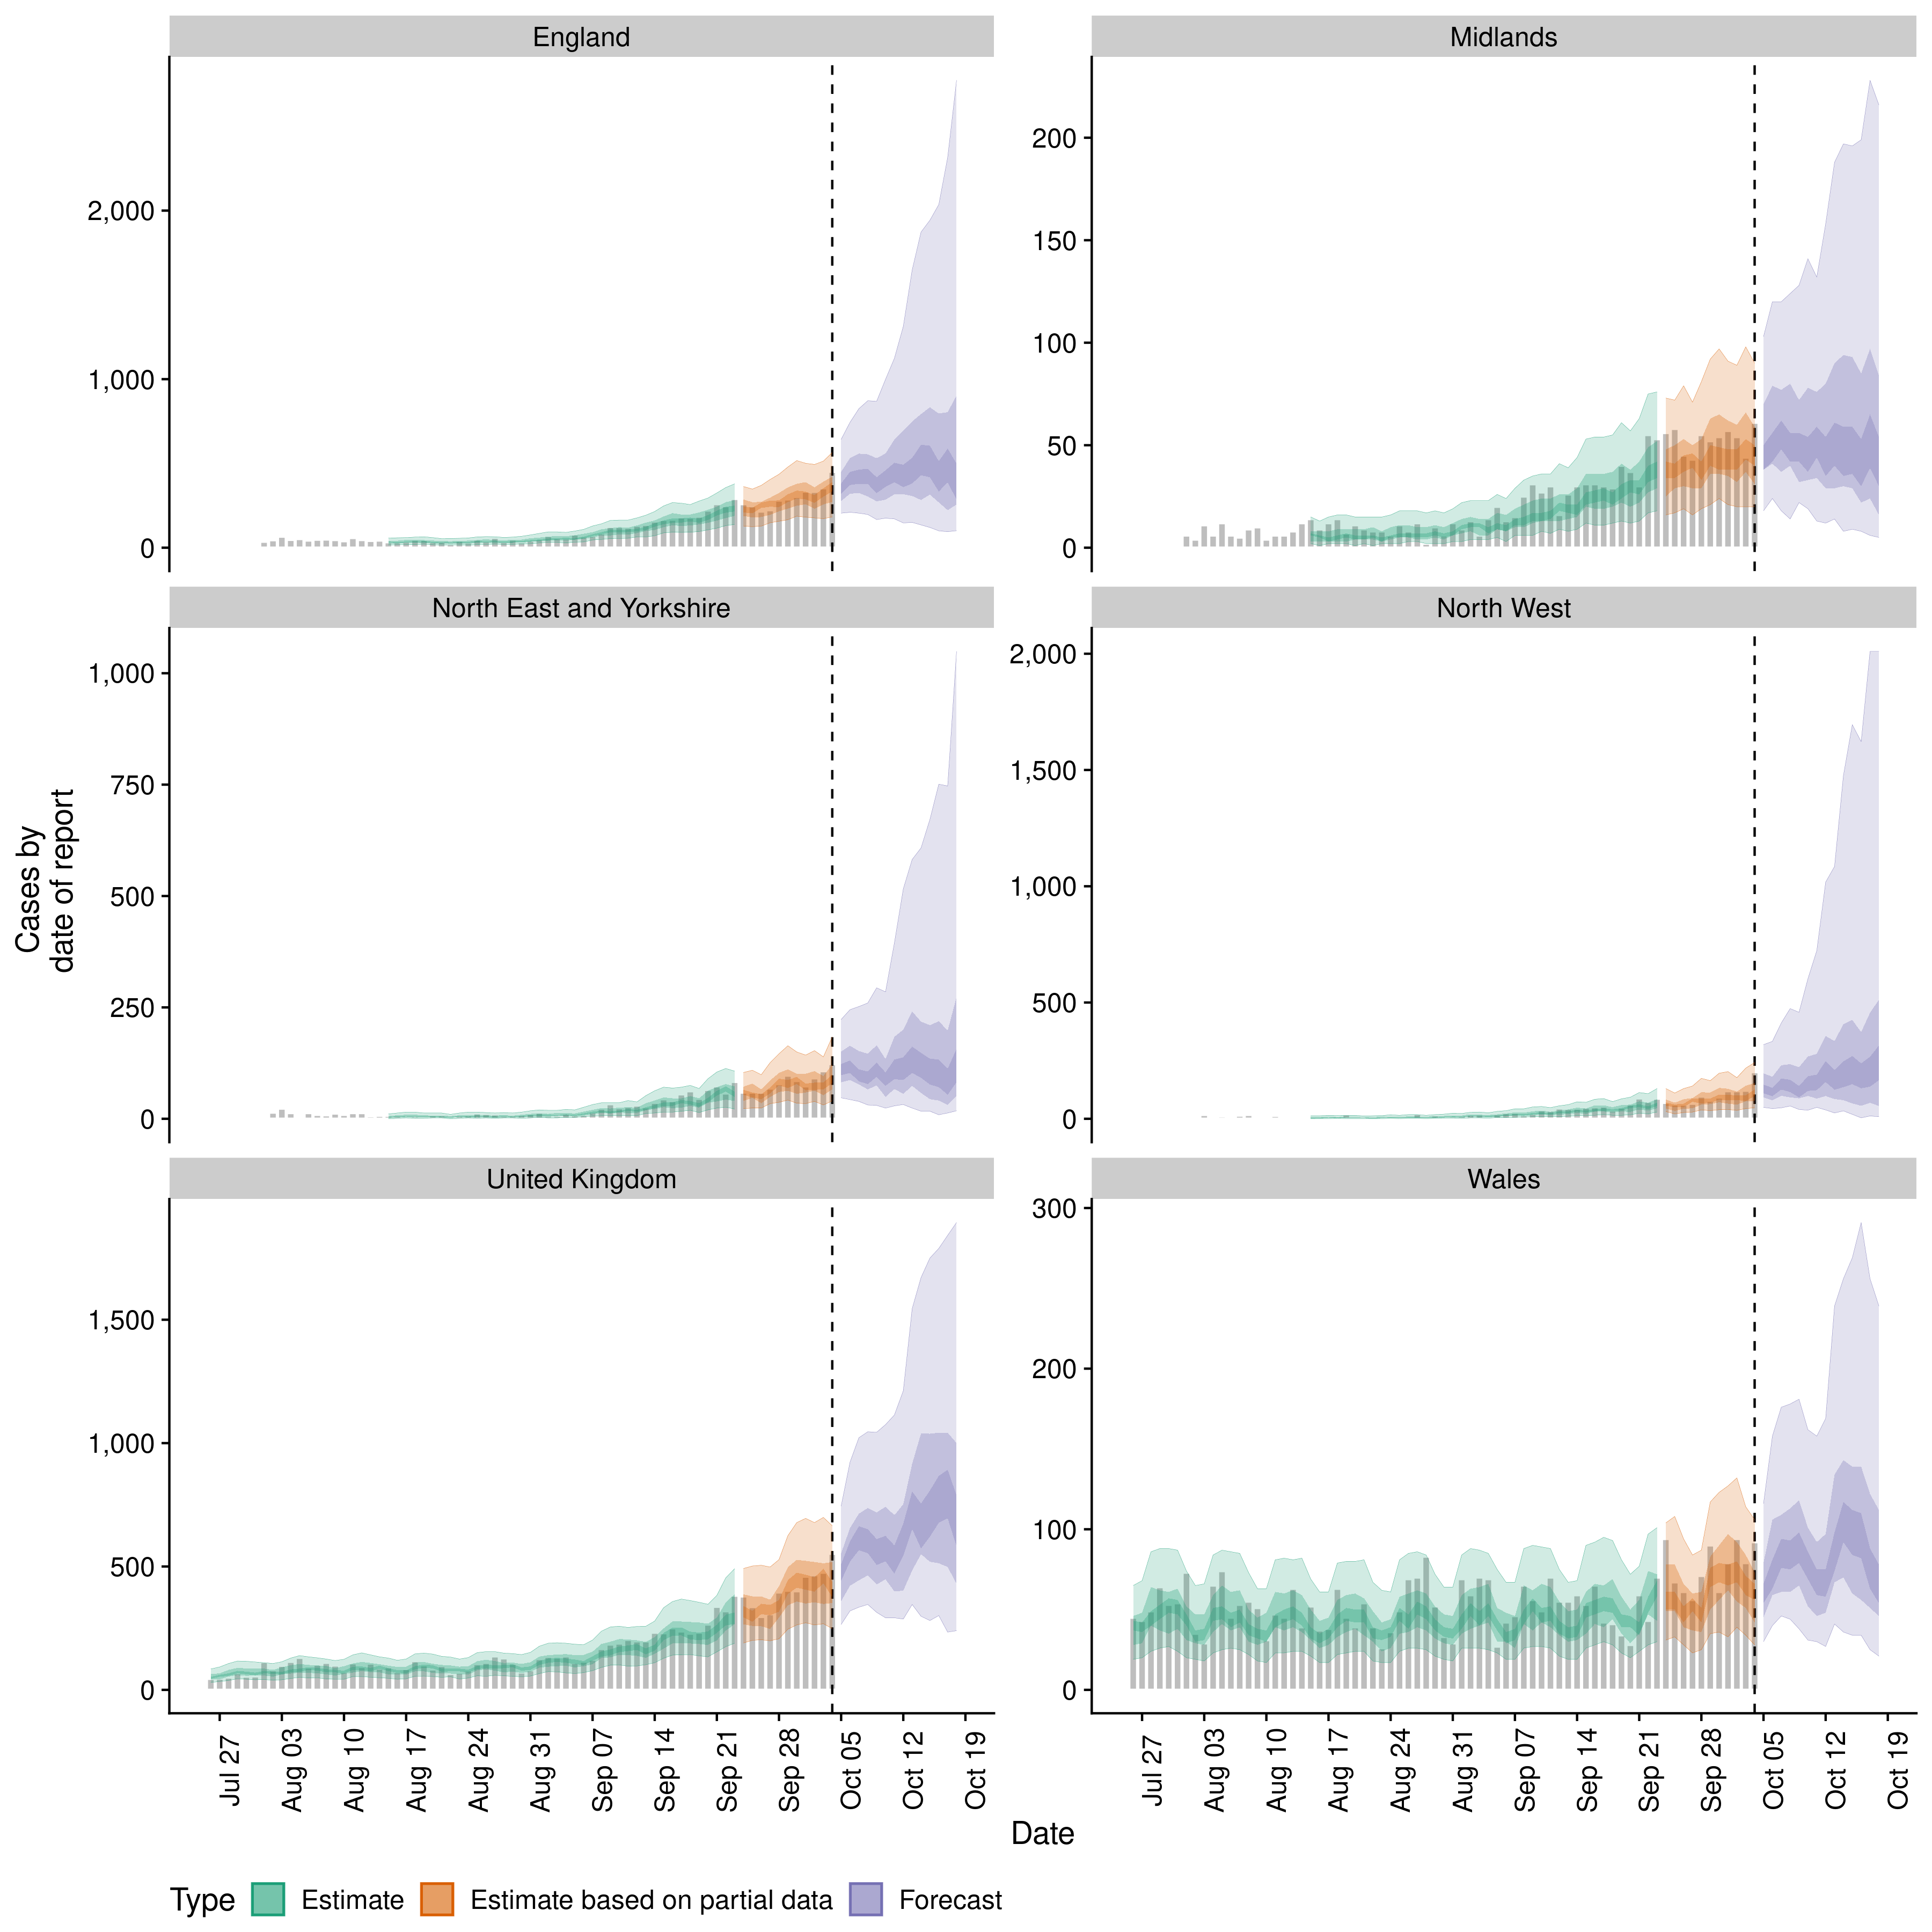 England
Midlands
2,000
1,000
0
200
150
100
50
0
North East and Yorkshire
North West
1,000
750
500
250
0
2,000
1,500
1,000
500
0
Cases by
date of report
United Kingdom
Wales
1,500
1,000
500
0
300
200
100
0
Jul 27
Aug 03
Aug 10
Aug 17
Aug 24
Aug 31
Sep 07
Sep 14
Sep 21
Sep 28
Oct 05
Oct 12
Oct 19
Jul 27
Aug 03
Aug 10
Aug 17
Aug 24
Aug 31
Sep 07
Sep 14
Sep 21
Sep 28
Oct 05
Oct 12
Oct 19
Date
Type Estimate Estimate based on partial data Forecast